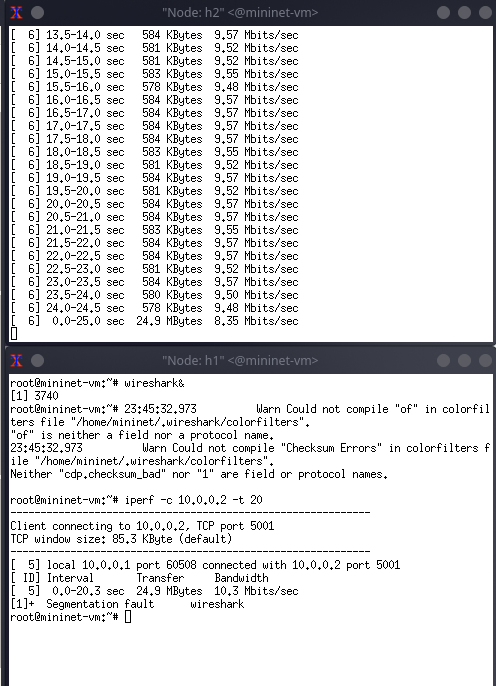 "Node: h2" <@mininet-vm>
[  6] 13.5-14.0 sec   584 KBytes  9.57 Mbits/sec
[  6] 14.0-14.5 sec   581 KBytes  9.52 Mbits/sec
[  6] 14.5-15.0 sec   581 KBytes  9.52 Mbits/sec
[  6] 15.0-15.5 sec   583 KBytes  9.55 Mbits/sec
[  6] 15.5-16.0 sec   578 KBytes  9.48 Mbits/sec
[  6] 16.0-16.5 sec   584 KBytes  9.57 Mbits/sec
[  6] 16.5-17.0 sec   584 KBytes  9.57 Mbits/sec
[  6] 17.0-17.5 sec   584 KBytes  9.57 Mbits/sec
[  6] 17.5-18.0 sec   584 KBytes  9.57 Mbits/sec
[  6] 18.0-18.5 sec   583 KBytes  9.55 Mbits/sec
[  6] 18.5-19.0 sec   581 KBytes  9.52 Mbits/sec
[  6] 19.0-19.5 sec   584 KBytes  9.57 Mbits/sec
[  6] 19.5-20.0 sec   581 KBytes  9.52 Mbits/sec
[  6] 20.0-20.5 sec   584 KBytes  9.57 Mbits/sec
[  6] 20.5-21.0 sec   584 KBytes  9.57 Mbits/sec
[  6] 21.0-21.5 sec   583 KBytes  9.55 Mbits/sec
[  6] 21.5-22.0 sec   584 KBytes  9.57 Mbits/sec
[  6] 22.0-22.5 sec   584 KBytes  9.57 Mbits/sec
[  6] 22.5-23.0 sec   581 KBytes  9.52 Mbits/sec
[  6] 23.0-23.5 sec   584 KBytes  9.57 Mbits/sec
[  6] 23.5-24.0 sec   580 KBytes  9.50 Mbits/sec
[  6] 24.0-24.5 sec   578 KBytes  9.48 Mbits/sec
[  6]  0.0-25.0 sec  24.9 MBytes  8.35 Mbits/sec
"Node: h1" <@mininet-vm>
root@mininet-vm:~# wireshark&
[1] 3740
root@mininet-vm:~# 23:45:32.973          Warn Could not compile "of" in colorfil
ters file "/home/mininet/.wireshark/colorfilters".
"of" is neither a field nor a protocol name.
23:45:32.973          Warn Could not compile "Checksum Errors" in colorfilters f
ile "/home/mininet/.wireshark/colorfilters".
Neither "cdp.checksum_bad" nor "1" are field or protocol names.
root@mininet-vm:~# iperf -c 10.0.0.2 -t 20
------------------------------------------------------------
Client connecting to 10.0.0.2, TCP port 5001
TCP window size: 85.3 KByte (default)
------------------------------------------------------------
[  5] local 10.0.0.1 port 60508 connected with 10.0.0.2 port 5001
[ ID] Interval       Transfer     Bandwidth
[  5]  0.0-20.3 sec  24.9 MBytes  10.3 Mbits/sec
[1]+  Segmentation fault      wireshark
root@mininet-vm:~#